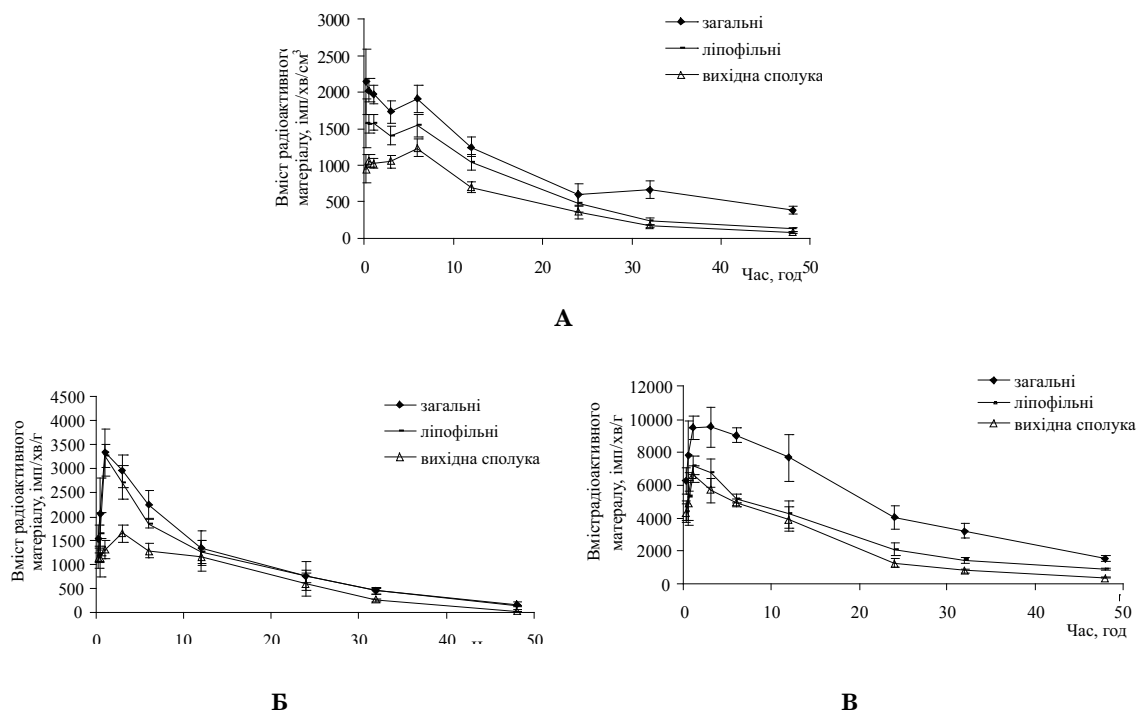 3000
2500
2000
1500
1000
500
0
0 10 20 30 40 50
Час, год
Вміст радіоактивного
матеріалу, імп/хв/см³
загальні
ліпофільні
вихідна сполука
А
4500
4000
3500
3000
2500
2000
1500
1000
500
0
0 10 20 30 40 50
Вміст радіоактивного
матеріалу, імп/хв/г
загальні
ліпофільні
вихідна сполука
Б
12000
10000
8000
6000
4000
2000
0
0 10 20 30 40 50
Час, год
Вмістрадіоактивного
матералу, імп/хв/г
загальні
ліпофільні
вихідна сполука
В